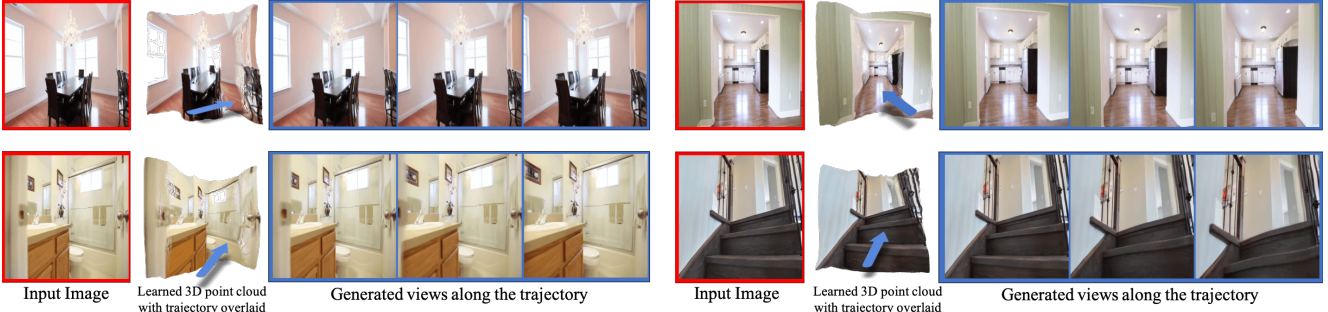 Input Image
Learned 3D point cloud
with trajectory overlaid
Generated views along the trajectory
Input Image
Learned 3D point cloud
with trajectory overlaid
Generated views along the trajectory